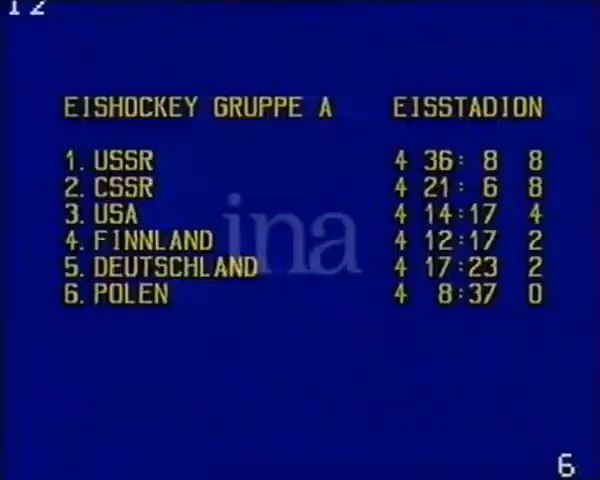 12
EISHOCKEY GRUPPE A EISSTADION
1. USSR 4 36: 8 8
2. CSSR 4 21: 6 8
3. USA 4 14:17 4
4. FINNLAND 4 12:17 2
5. DEUTSCHLAND 4 17:23 2
6. POLEN 4 8:37 0
ina
6